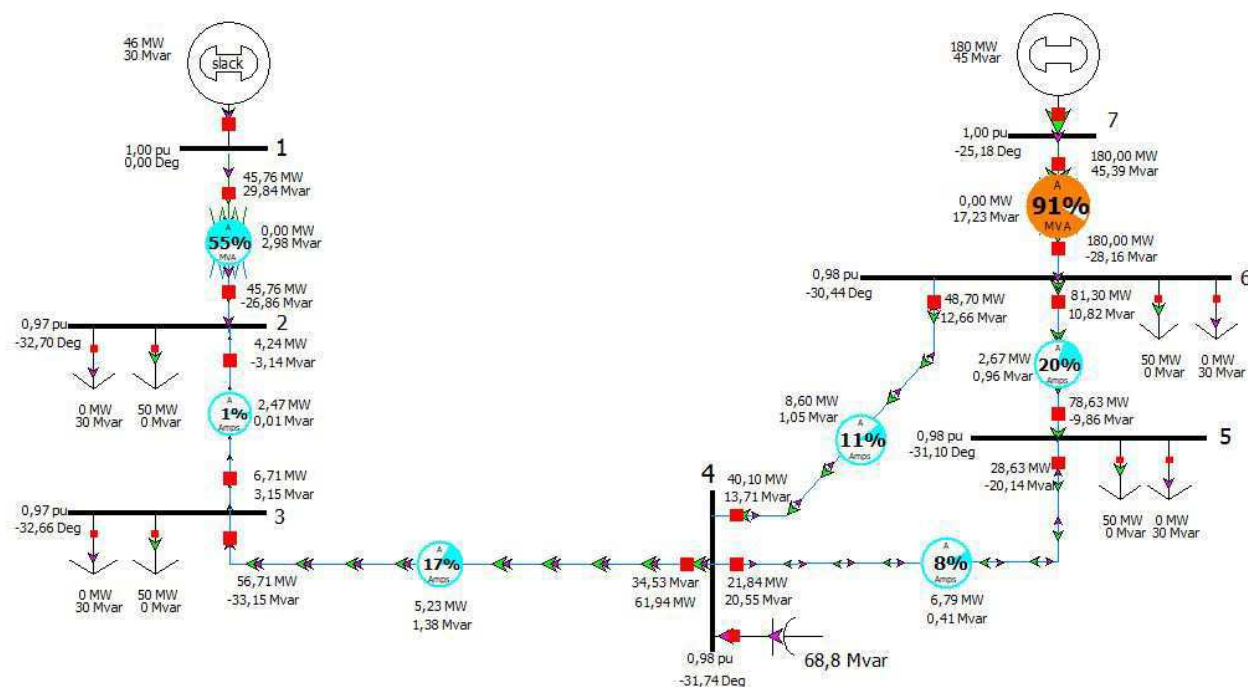 46 MW
30 Mvar
slack
1,00 pu
0,00 Deg
1
45,76 MW
29,84 Mvar
A
55%
MVA
0,00 MW
2,98 Mvar
45,76 MW
-26,86 Mvar
0,97 pu
-32,70 Deg
2
4,24 MW
-3,14 Mvar
0 MW
30 Mvar
50 MW
0 Mvar
A
1%
Amps
2,47 MW
0,01 Mvar
6,71 MW
3,15 Mvar
0,97 pu
-32,66 Deg
3
0 MW
30 Mvar
50 MW
0 Mvar
56,71 MW
-33,15 Mvar
A
17%
Amps
5,23 MW
1,38 Mvar
34,53 Mvar
61,94 MW
4
40,10 MW
13,71 Mvar
21,84 MW
20,55 Mvar
0,98 pu
-31,74 Deg
68,8 Mvar
8,60 MW
1,05 Mvar
A
11%
Amps
A
8%
Amps
6,79 MW
0,41 Mvar
180 MW
45 Mvar
7
1,00 pu
-25,18 Deg
180,00 MW
45,39 Mvar
0,00 MW
17,23 Mvar
A
91%
MVA
180,00 MW
-28,16 Mvar
0,98 pu
-30,44 Deg
6
48,70 MW
12,66 Mvar
81,30 MW
10,82 Mvar
50 MW
0 Mvar
0 MW
30 Mvar
2,67 MW
0,96 Mvar
A
20%
Amps
78,63 MW
-9,86 Mvar
0,98 pu
-31,10 Deg
5
28,63 MW
-20,14 Mvar
50 MW
0 Mvar
0 MW
30 Mvar